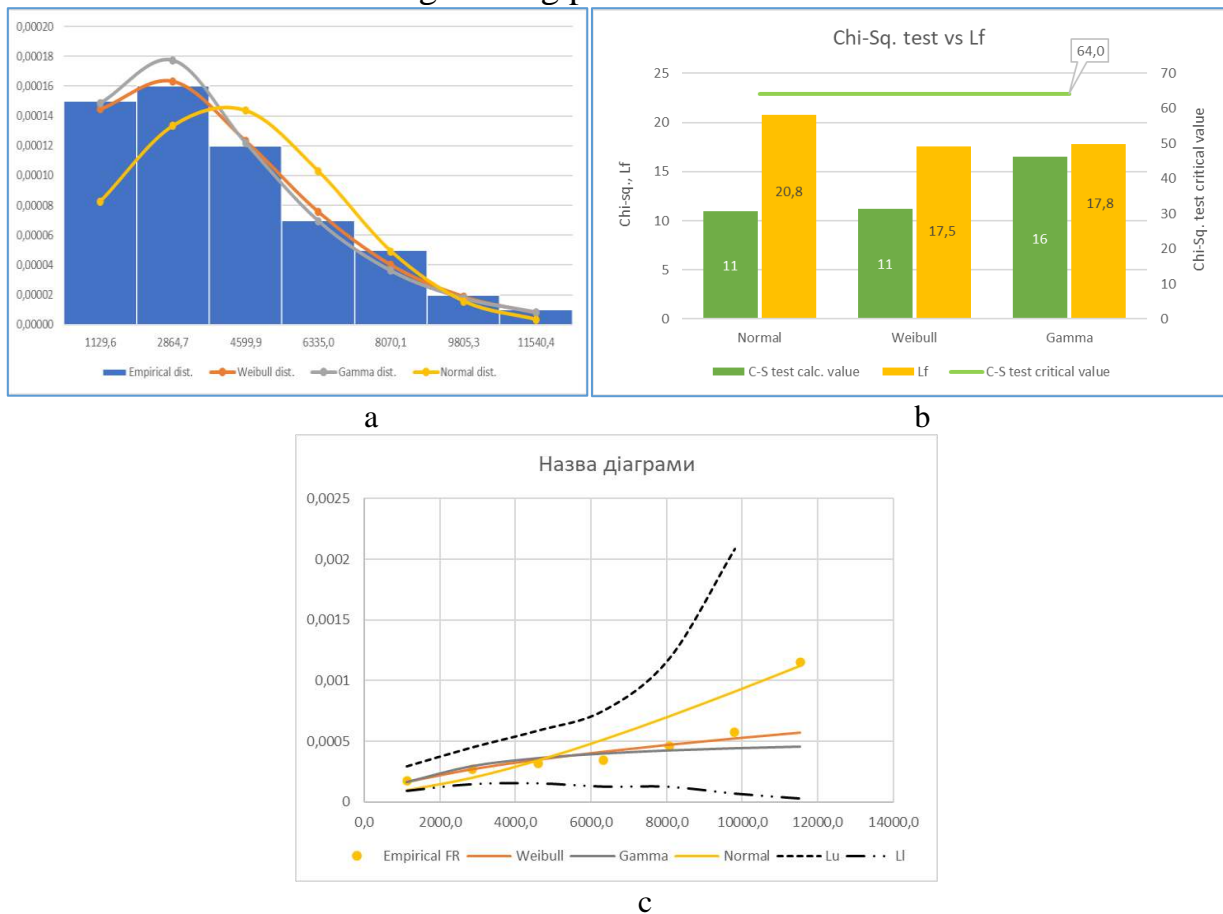 0,00020
0,00018
0,00016
0,00014
0,00012
0,00010
0,00008
0,00006
0,00004
0,00002
0,00000
1129,6 2864,7 4599,9 6335,0 8070,1 9805,3 11540,4
Empirical dist. Weibull dist. Gamma dist. Normal dist.
a
Chi-Sq. test vs Lf
64,0
25
20
15
10
5
0
Chi-sq., Lf
70
60
50
40
30
20
10
0
Chi-Sq. test critical value
11 20,8 11 17,5 16 17,8
Normal Weibull Gamma
C-S test calc. value Lf C-S test critical value
b
Назва діаграми
0,0025
0,002
0,0015
0,001
0,0005
0
0,0 2000,0 4000,0 6000,0 8000,0 10000,0 12000,0 14000,0
Empirical FR Weibull Gamma Normal Lu Ll
c